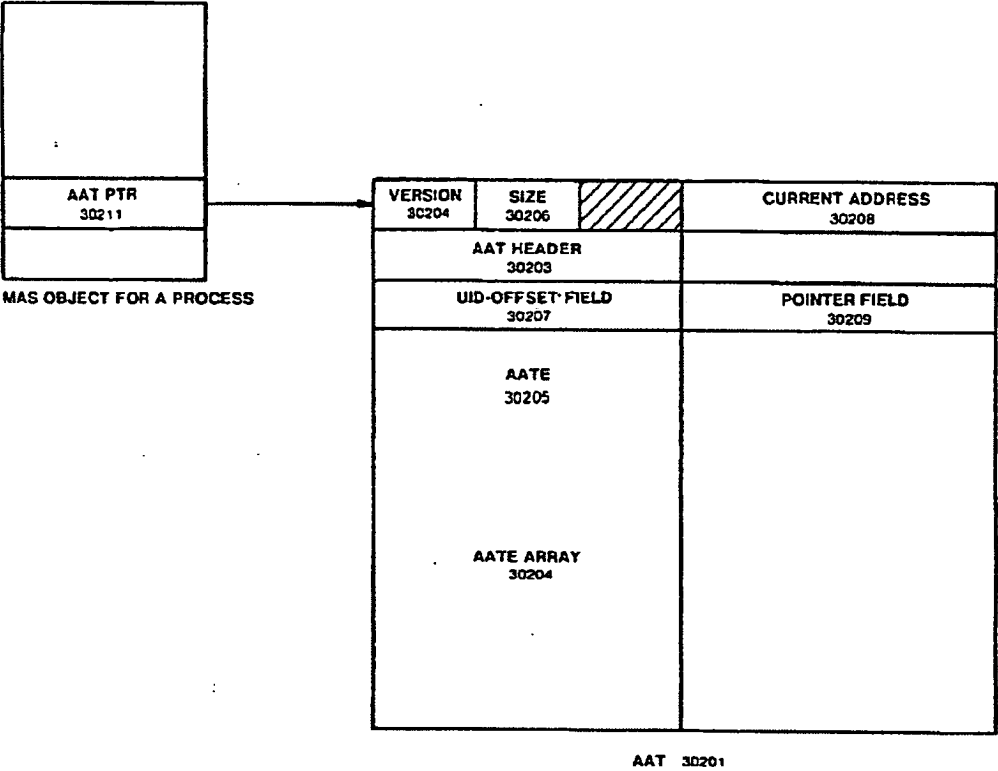 AAT PTR
30211
MAS OBJECT FOR A PROCESS
VERSION
30204
SIZE
30206
CURRENT ADDRESS
30208
AAT HEADER
30203
UID-OFFSET FIELD
30207
POINTER FIELD
30209
AATE
30205
AATE ARRAY
30204
AAT 30201